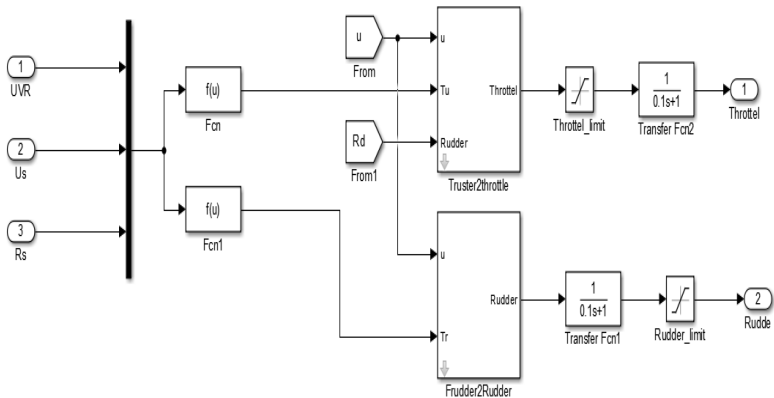 1
UVR
2
Us
3
Rs
f(u)
Fcn
f(u)
Fcn1
u
From
Rd
From1
u
Tu
Rudder
Throttel
Truster2throttle
Throttel_limit
1
0.1s+1
Transfer Fcn2
1
Throttel
u
Tr
Rudder
Frudder2Rudder
1
0.1s+1
Transfer Fcn1
Rudder_limit
2
Rudde